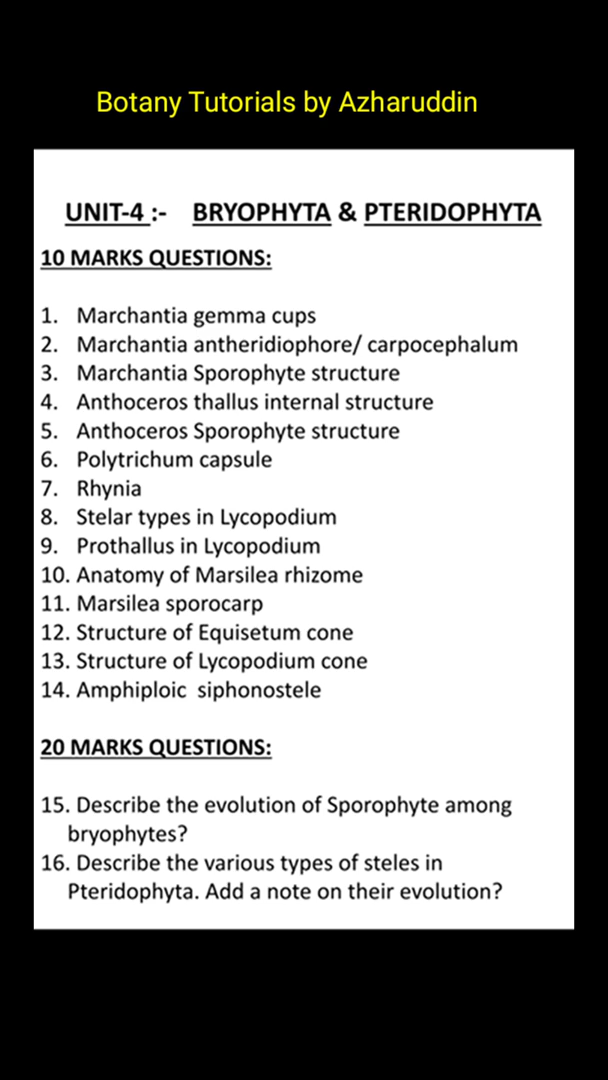 Botany Tutorials by Azharuddin
UNIT-4 :- BRYOPHYTA & PTERIDOPHYTA
10 MARKS QUESTIONS:
1. Marchantia gemma cups
2. Marchantia antheridiophore/ carpocephalum
3. Marchantia Sporophyte structure
4. Anthoceros thallus internal structure
5. Anthoceros Sporophyte structure
6. Polytrichum capsule
7. Rhynia
8. Stelar types in Lycopodium
9. Prothallus in Lycopodium
10. Anatomy of Marsilea rhizome
11. Marsilea sporocarp
12. Structure of Equisetum cone
13. Structure of Lycopodium cone
14. Amphiploic siphonostele
20 MARKS QUESTIONS:
15. Describe the evolution of Sporophyte among
bryophytes?
16. Describe the various types of steles in
Pteridophyta. Add a note on their evolution?